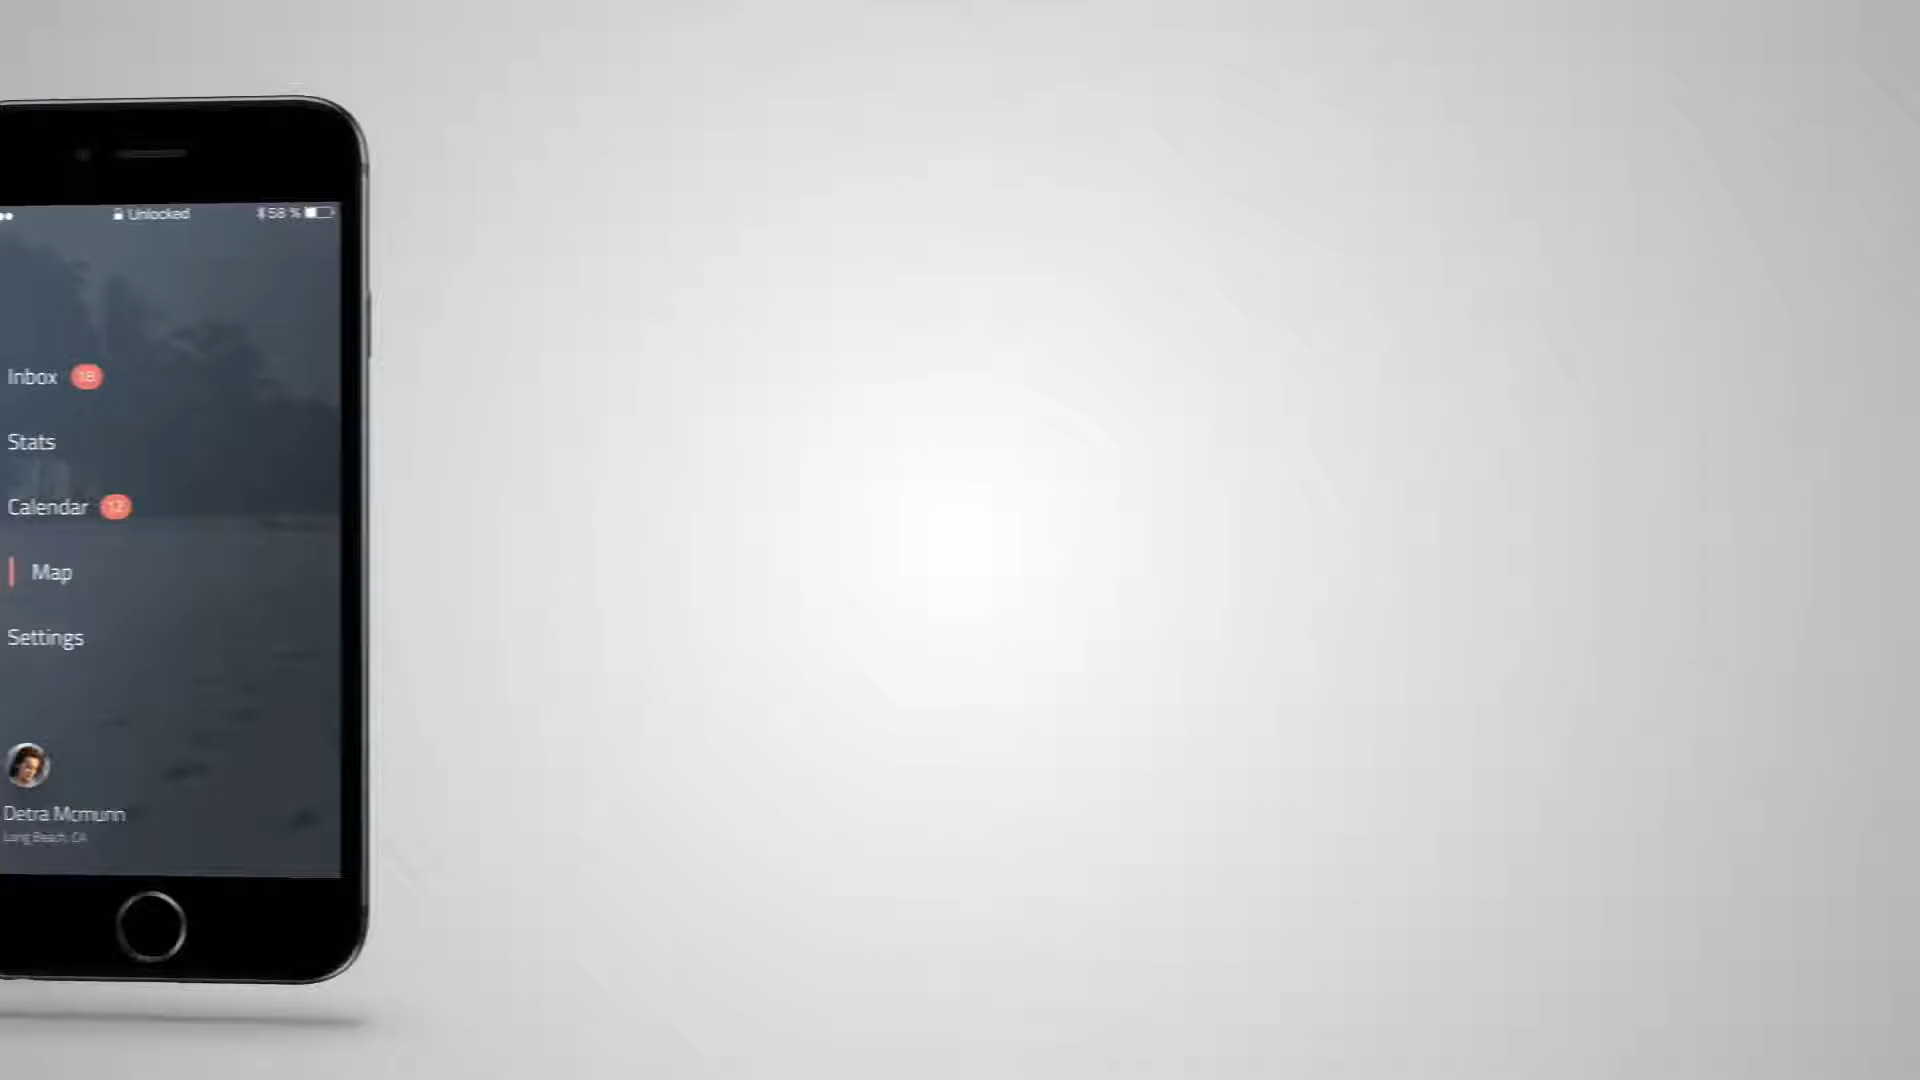 Unlocked 58 %
Inbox 18
Stats
Calendar 12
Map
Settings
Detra Mcmunn
Long Beach, CA